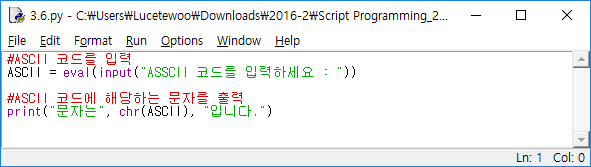 3.6.py - C:₩Users₩Lucetewoo₩Downloads₩2016-2₩Script Programming_2...
File Edit Format Run Options Window Help
#ASCII 코드를 입력
ASCII = eval(input("ASSCII 코드를 입력하세요 : "))
#ASCII 코드에 해당하는 문자를 출력
print("문자는", chr(ASCII), "입니다.")
Ln: 1 Col: 0